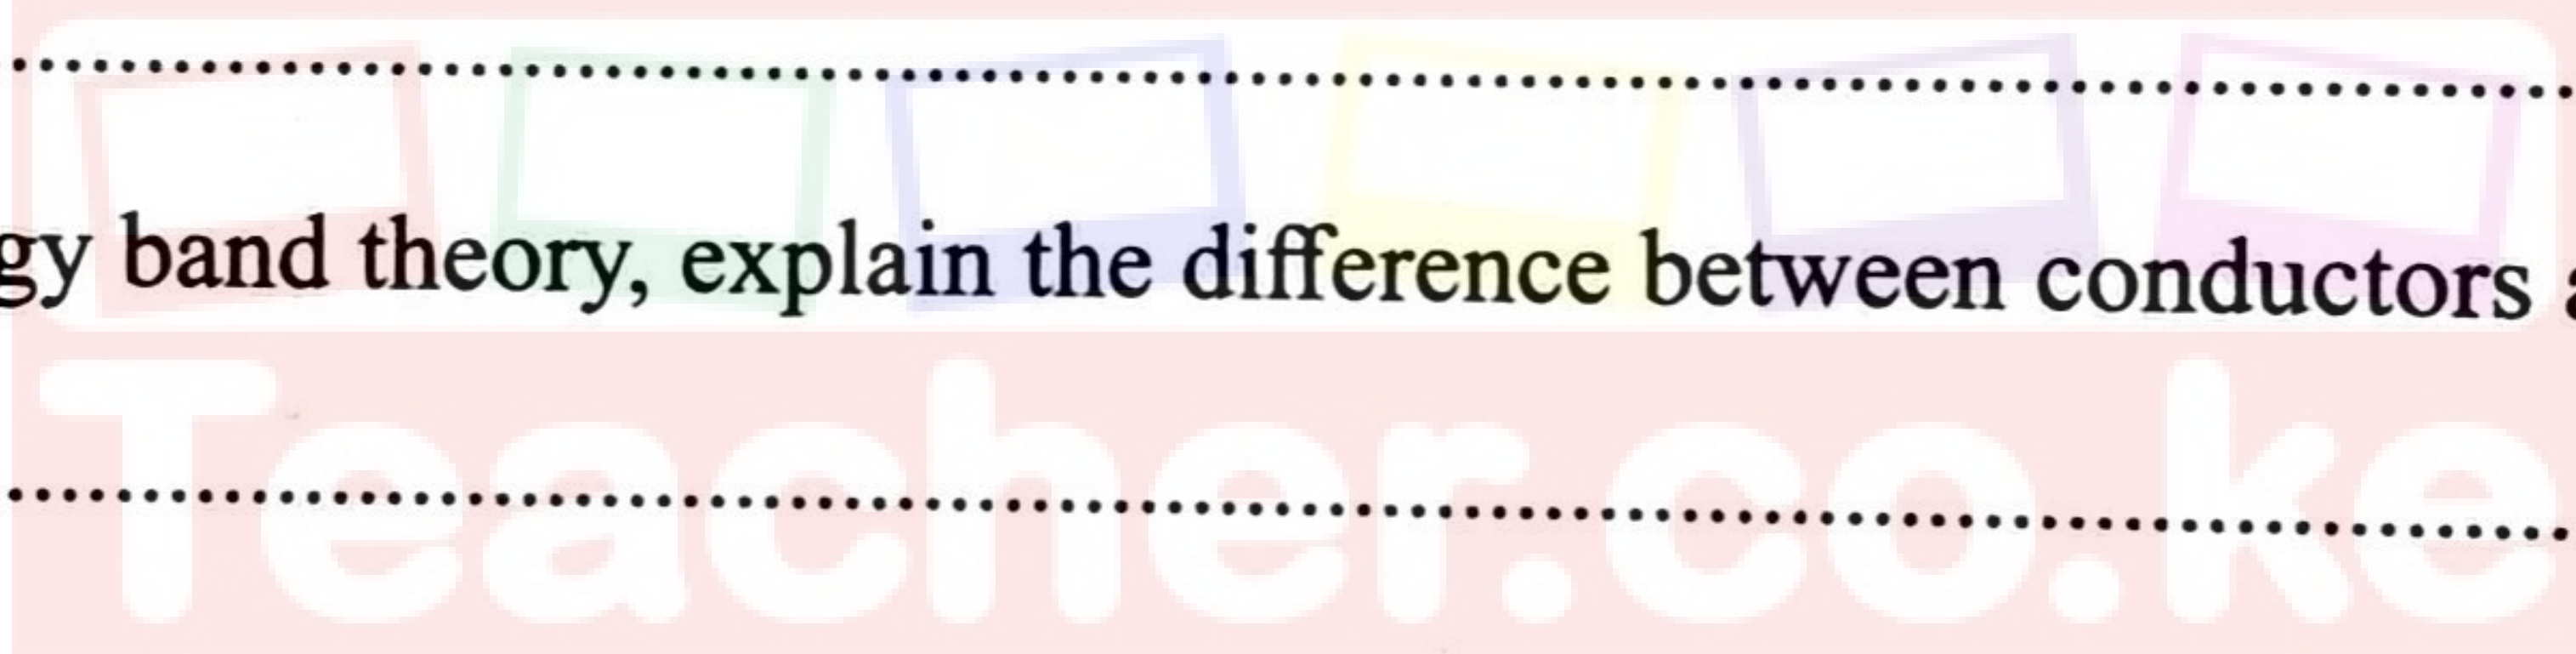 gy band theory, explain the difference between conductors
Teacher.co.ke